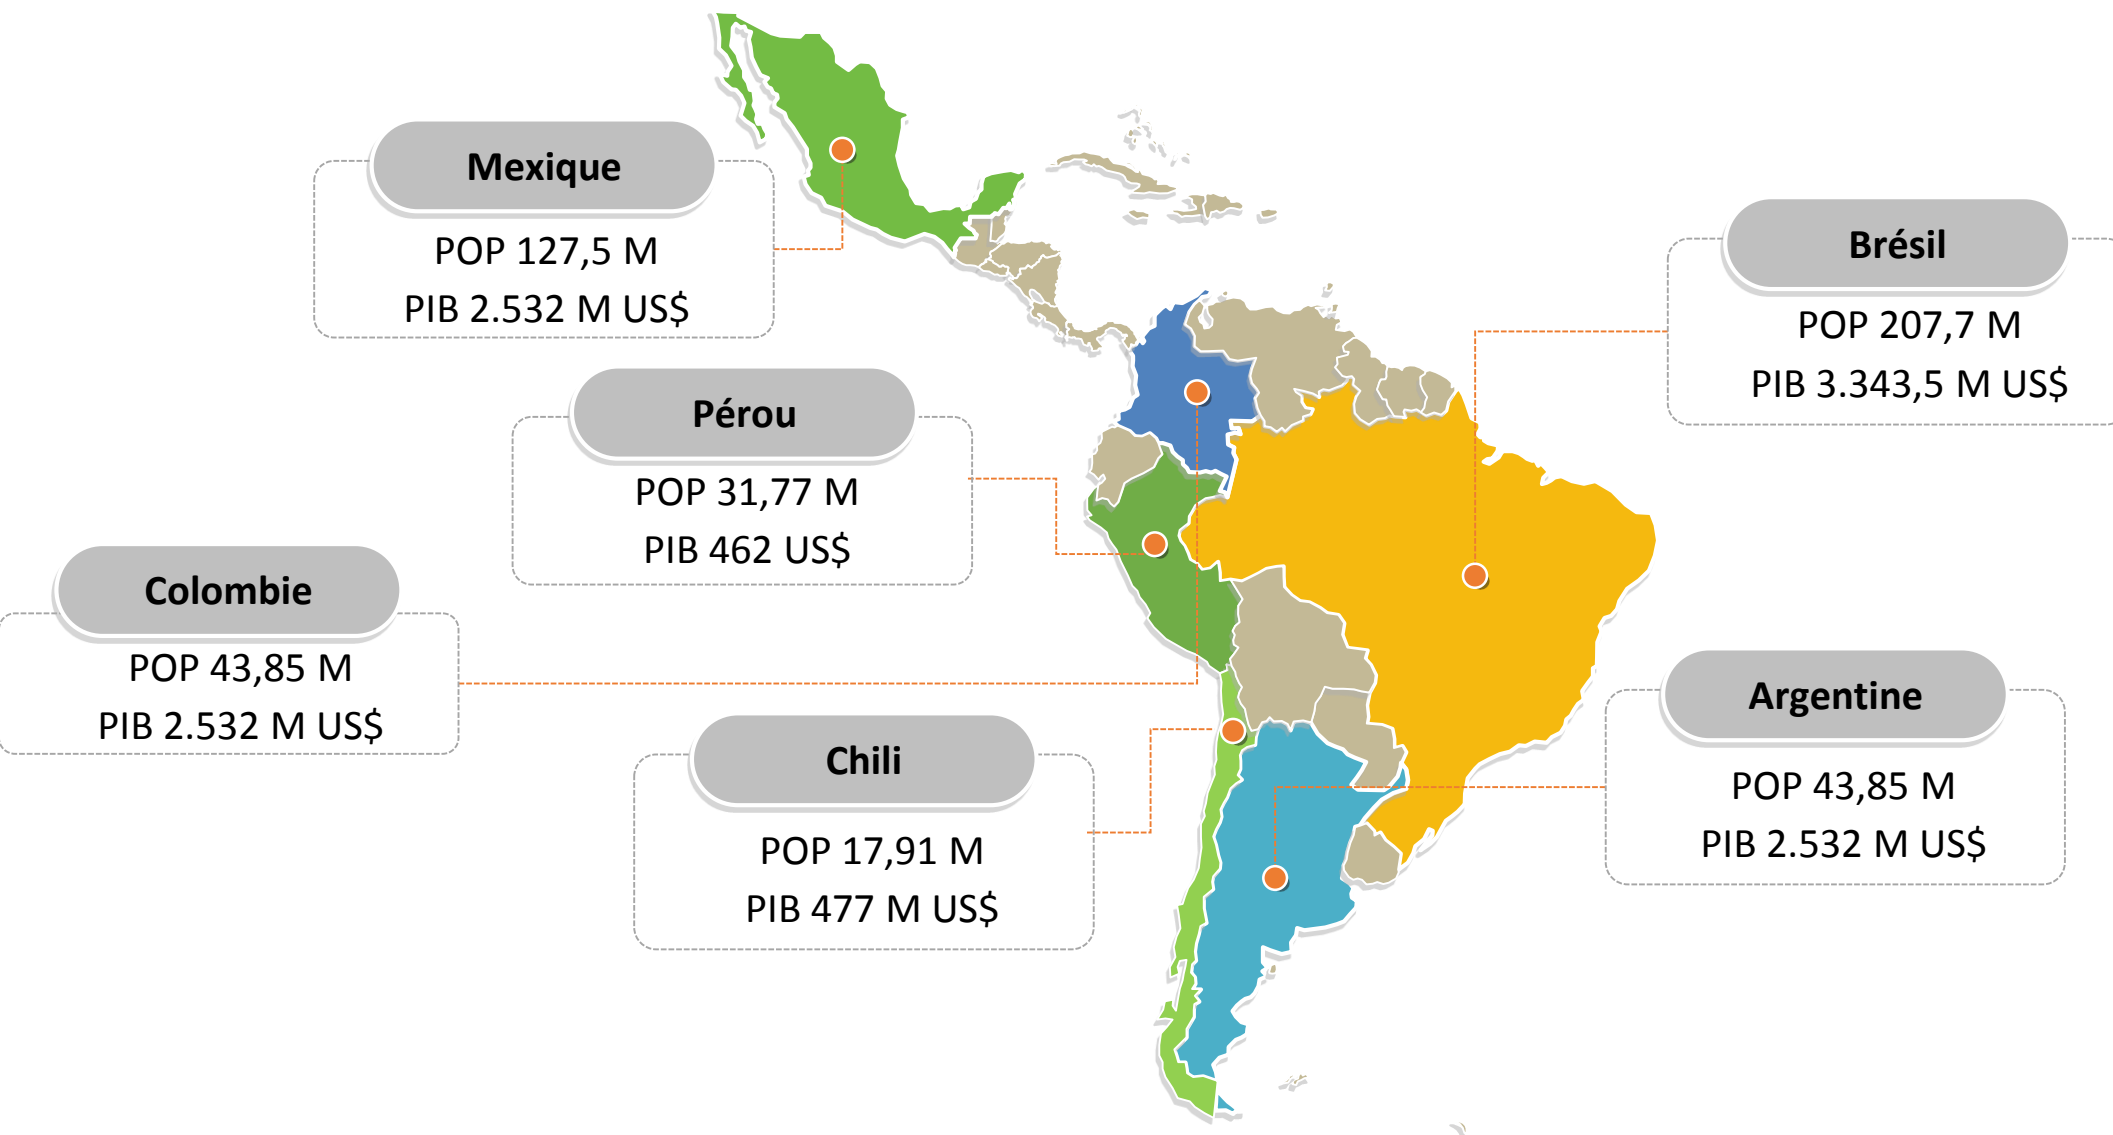 Mexique
POP 127,5 M
PIB 2.532 M US$
Brésil
POP 207,7 M
PIB 3.343,5 M US$
Pérou
POP 31,77 M
PIB 462 US$
Colombie
POP 43,85 M
PIB 2.532 M US$
Argentine
POP 43,85 M
PIB 2.532 M US$
Chili
POP 17,91 M
PIB 477 M US$